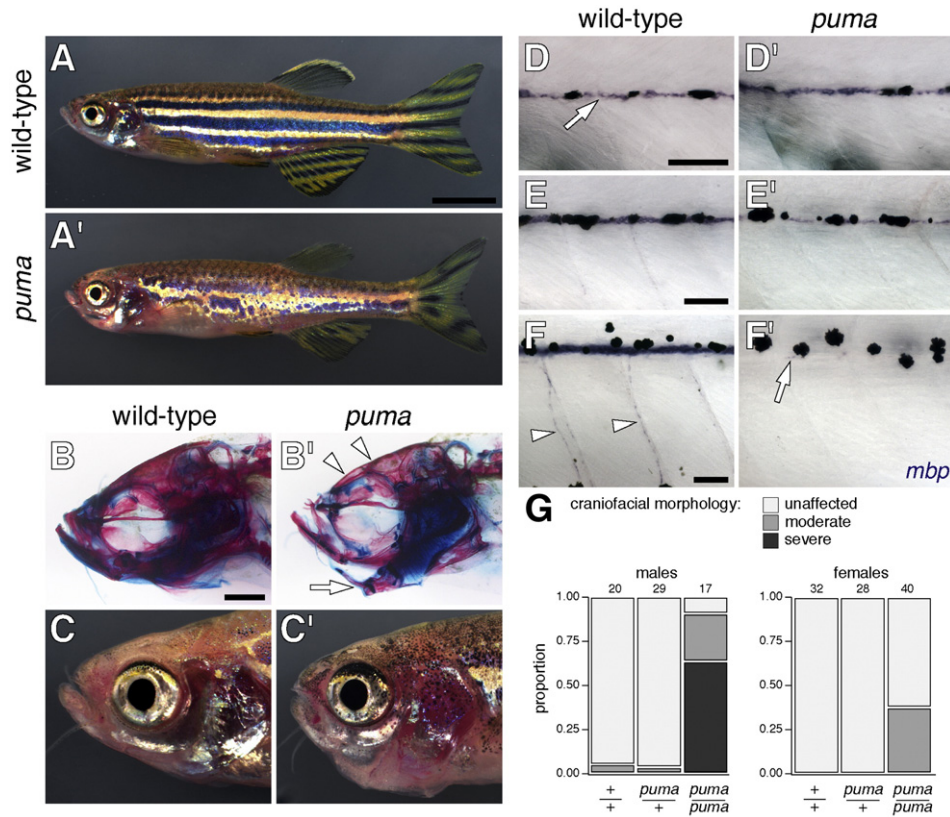 wild-type
puma
A
wild-type
A'
puma
wild-type
puma
B
B'
C
C'
D
D'
E
E'
F
F'
mbp
G
craniofacial morphology:
unaffected
moderate
severe
males
20 29 17
proportion
1.00
0.75
0.50
0.25
0.00
+ puma puma
+ + puma
females
32 28 40
1.00
0.75
0.50
0.25
0.00
+ puma puma
+ + puma